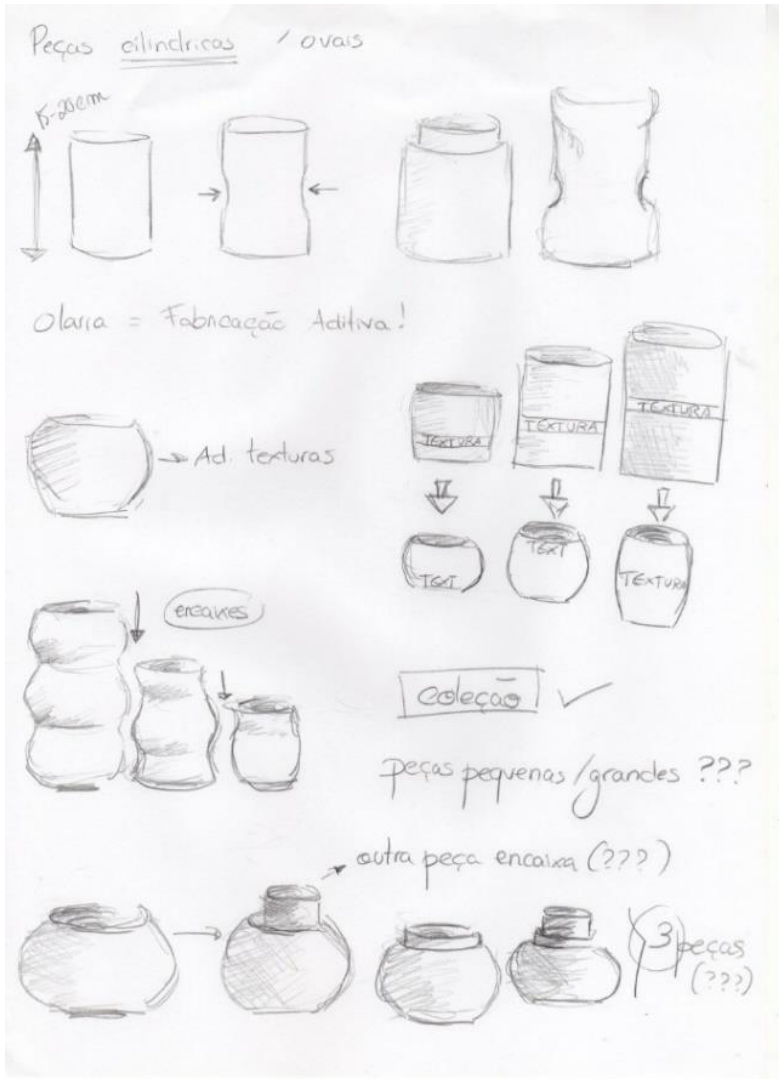 Peças cilindricas / ovais
15-20cm
Olaria = Fabricação Aditiva!
TEXTURA
TEXTURA
TEXTURA
→ Ad. texturas
TEXT
TEXT
TEXTURA
encaixes
coleção ✓
peças pequenas/grandes ???
outra peça encaixa (???)
3 peças
(???)